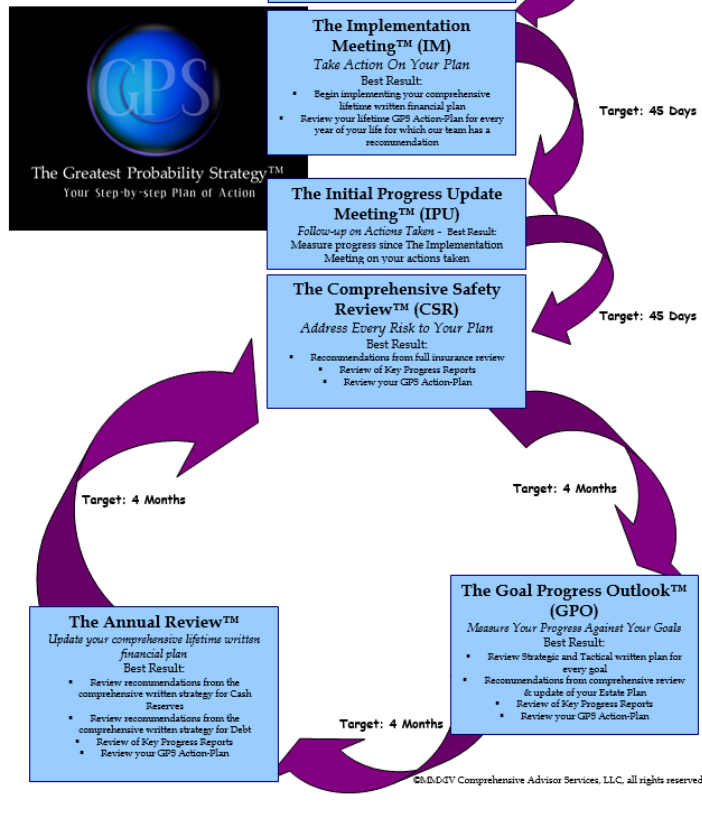 The Implementation
Meeting™ (IM)
Take Action On Your Plan
Best Result:
▪ Begin implementing your comprehensive
lifetime written financial plan
▪ Review your lifetime GPS Action-Plan for every
year of your life for which our team has a
recommendation
Target: 45 Days
GPS
The Greatest Probability Strategy™
Your Step-by-step Plan of Action
The Initial Progress Update
Meeting™ (IPU)
Follow-up on Actions Taken - Best Result:
Measure progress since The Implementation
Meeting on your actions taken
Target: 45 Days
The Comprehensive Safety
Review™ (CSR)
Address Every Risk to Your Plan
Best Result:
▪ Recommendations from full insurance review
▪ Review of Key Progress Reports
▪ Review your GPS Action-Plan
Target: 4 Months
Target: 4 Months
The Goal Progress Outlook™
(GPO)
Measure Your Progress Against Your Goals
Best Result:
▪ Review Strategic and Tactical written plan for
every goal
▪ Recommendations from comprehensive review
& update of your Estate Plan
▪ Review of Key Progress Reports
▪ Review your GPS Action-Plan
The Annual Review™
Update your comprehensive lifetime written
financial plan
Best Result:
▪ Review recommendations from the
comprehensive written strategy for Cash
Reserves
▪ Review recommendations from the
comprehensive written strategy for Debt
▪ Review of Key Progress Reports
▪ Review your GPS Action-Plan
Target: 4 Months
©MMXIV Comprehensive Advisor Services, LLC, all rights reserved